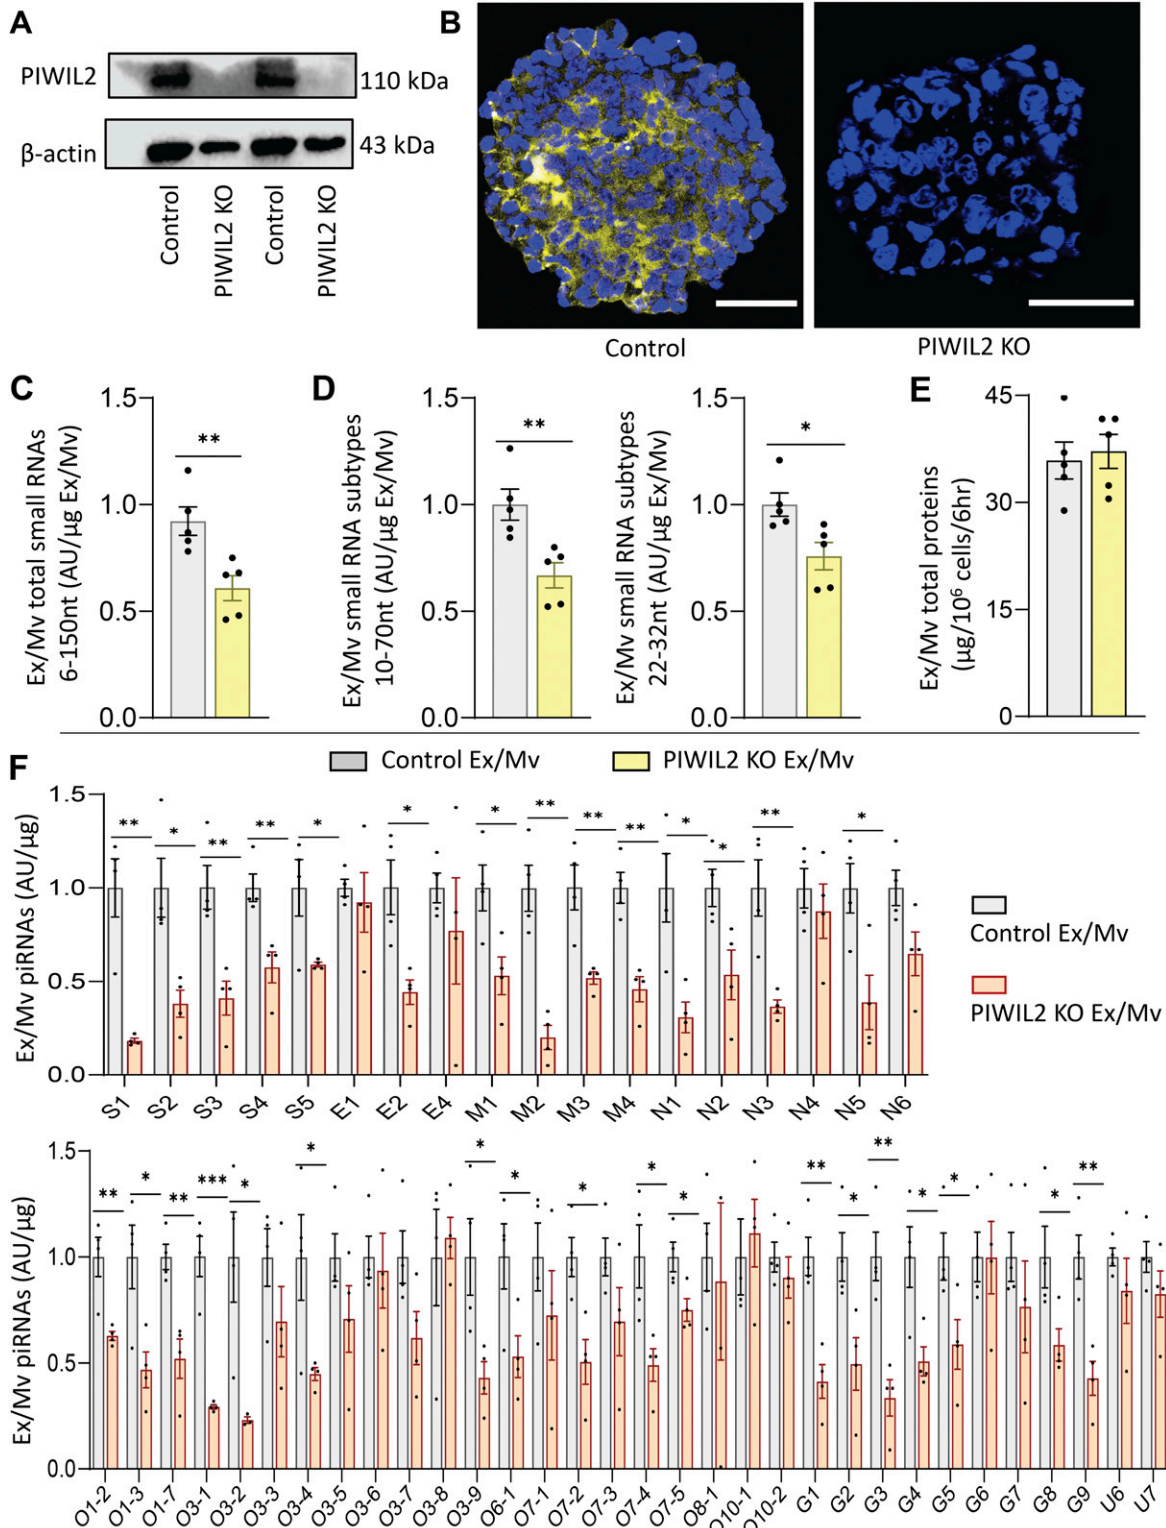 A
PIWIL2
110 kDa
β-actin
43 kDa
Control
PIWIL2 KO
Control
PIWIL2 KO
B
Control
PIWIL2 KO
C
Ex/Mv total small RNAs
6-150nt (AU/µg Ex/Mv)
1.5
1.0
0.5
0.0
**
D
Ex/Mv small RNA subtypes
10-70nt (AU/µg Ex/Mv)
1.5
1.0
0.5
0.0
**
Ex/Mv small RNA subtypes
22-32nt (AU/µg Ex/Mv)
1.5
1.0
0.5
0.0
*
E
Ex/Mv total proteins
(µg/10⁶ cells/6hr)
45
30
15
0
F
Control Ex/Mv
PIWIL2 KO Ex/Mv
Ex/Mv piRNAs (AU/µg)
1.5
1.0
0.5
0.0
** * ** ** * * * ** ** ** * * ** *
S1 S2 S3 S4 S5 E1 E2 E4 M1 M2 M3 M4 N1 N2 N3 N4 N5 N6
Control Ex/Mv
PIWIL2 KO Ex/Mv
Ex/Mv piRNAs (AU/µg)
1.5
1.0
0.5
0.0
** * ** *** * * * * * * * ** * ** * * * **
O1-2 O1-3 O1-7 O3-1 O3-2 O3-3 O3-4 O3-5 O3-6 O3-7 O3-8 O3-9 O6-1 O7-1 O7-2 O7-3 O7-4 O7-5 O8-1 O10-1 O10-2 G1 G2 G3 G4 G5 G6 G7 G8 G9 U6 U7